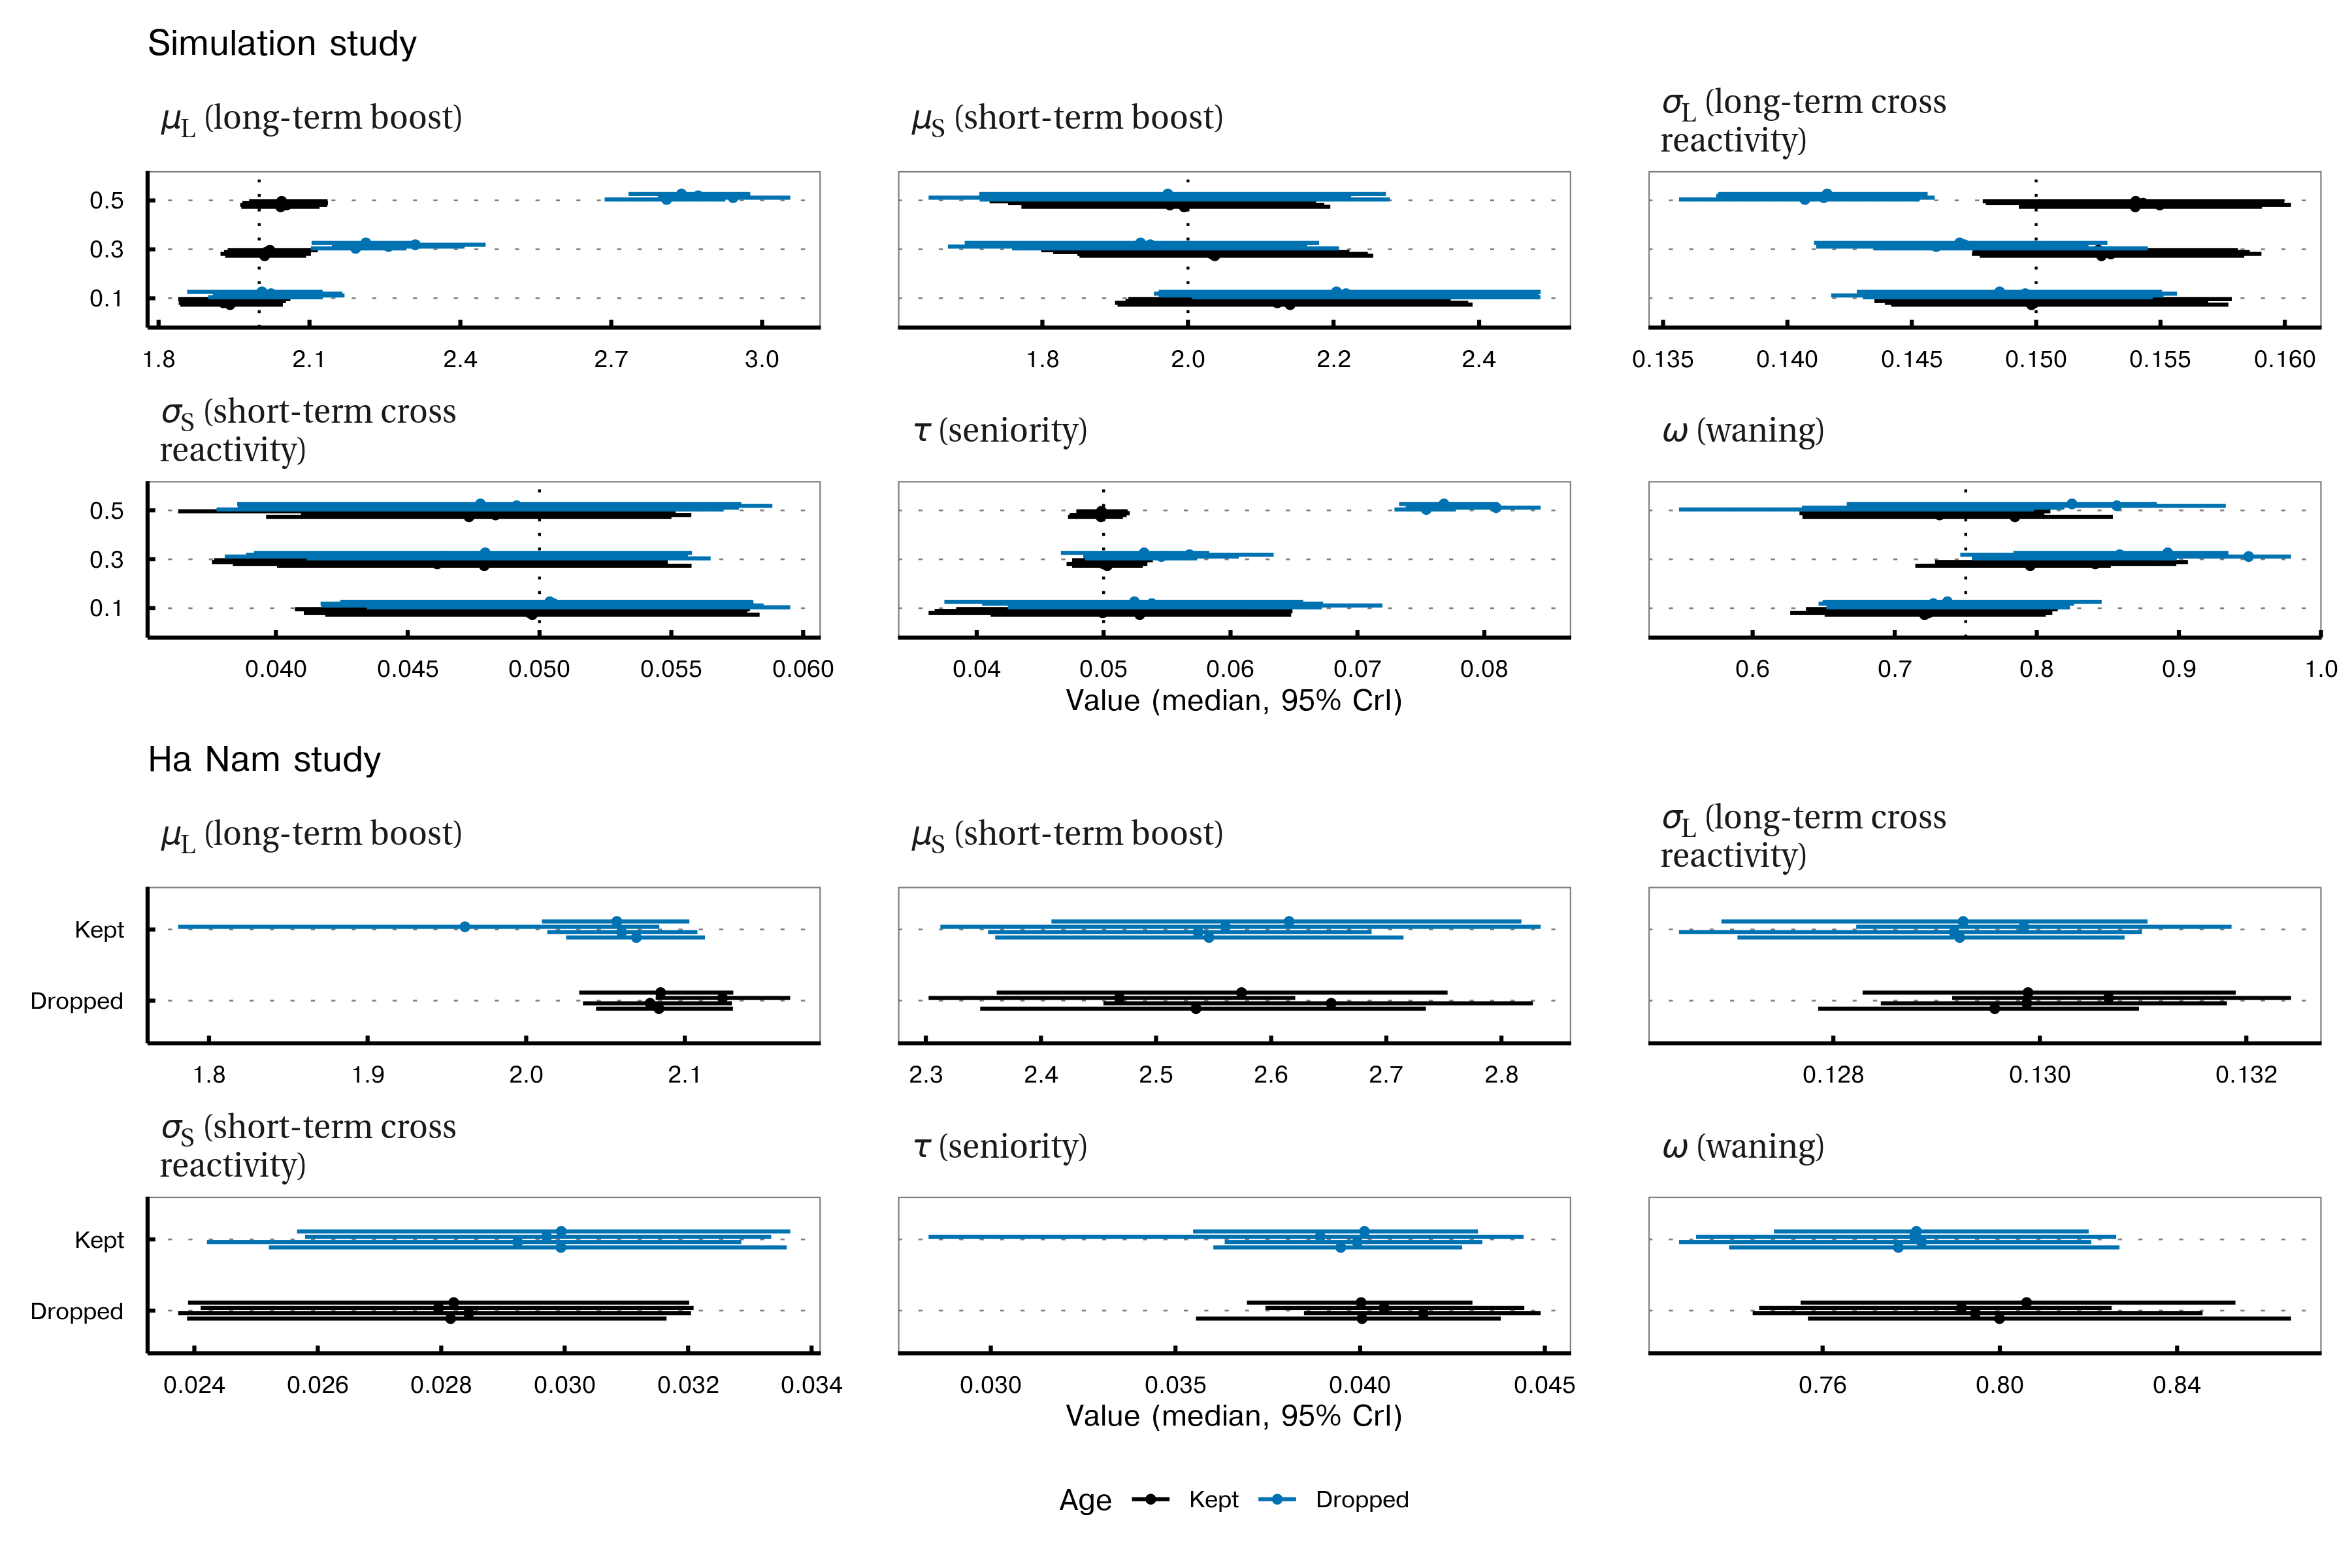 Simulation study
μL (long-term boost)
μS (short-term boost)
σL (long-term cross
reactivity)
0.5
0.3
0.1
1.8 2.1 2.4 2.7 3.0
1.8 2.0 2.2 2.4
0.135 0.140 0.145 0.150 0.155 0.160
σS (short-term cross
reactivity)
τ (seniority)
ω (waning)
0.5
0.3
0.1
0.040 0.045 0.050 0.055 0.060
0.04 0.05 0.06 0.07 0.08
0.6 0.7 0.8 0.9 1.0
Value (median, 95% CrI)
Ha Nam study
μL (long-term boost)
μS (short-term boost)
σL (long-term cross
reactivity)
Kept
Dropped
1.8 1.9 2.0 2.1
2.3 2.4 2.5 2.6 2.7 2.8
0.128 0.130 0.132
σS (short-term cross
reactivity)
τ (seniority)
ω (waning)
Kept
Dropped
0.024 0.026 0.028 0.030 0.032 0.034
0.030 0.035 0.040 0.045
0.76 0.80 0.84
Value (median, 95% CrI)
Age Kept Dropped